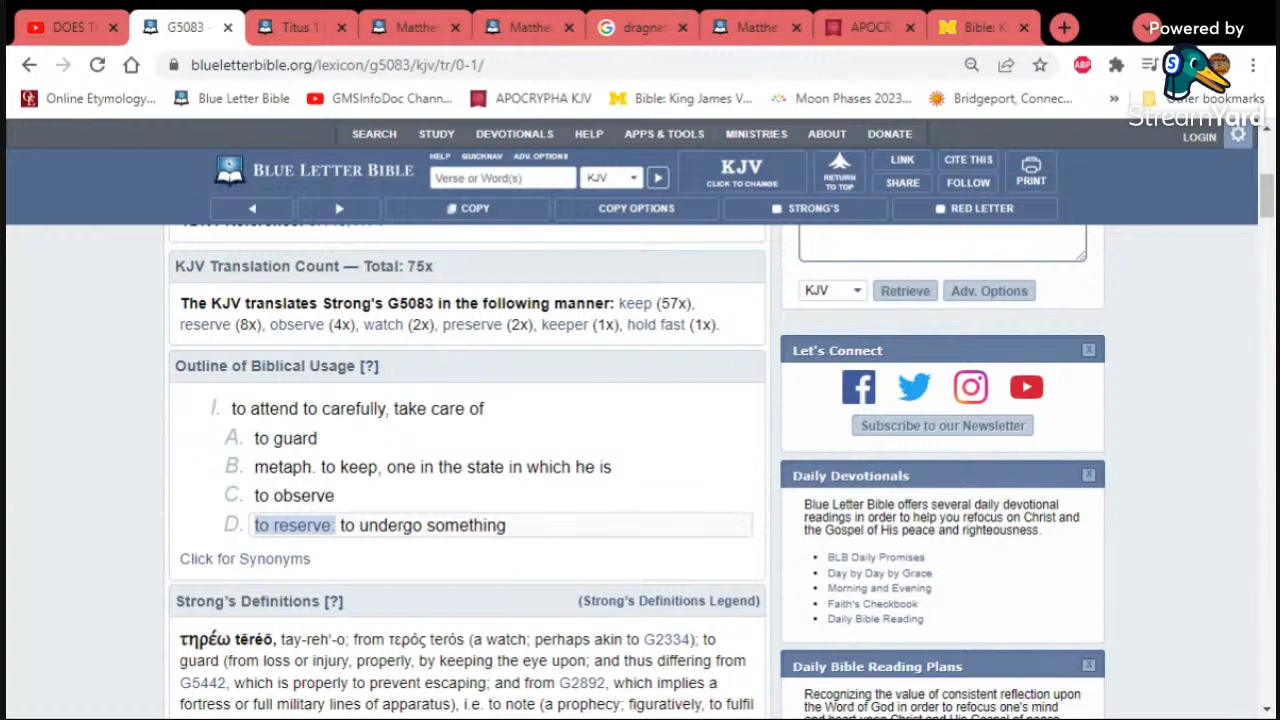 DOES T
G5083 -
Titus 1
Matthe
Matthe
dragne
Matthe
APOCR
Bible: K
Powered by
StreamYard
blueletterbible.org/lexicon/g5083/kjv/tr/0-1/
ABP
Online Etymology...
Blue Letter Bible
GMSInfoDoc Chann...
APOCRYPHA KJV
Bible: King James V...
Moon Phases 2023...
Bridgeport, Connec...
»
Other bookmarks
SEARCH STUDY DEVOTIONALS HELP APPS & TOOLS MINISTRIES ABOUT DONATE
LOGIN
BLUE LETTER BIBLE
HELP QUICKNAV ADV. OPTIONS
Verse or Word(s)
KJV
KJV
CLICK TO CHANGE
RETURN
TO TOP
LINK
CITE THIS
SHARE
FOLLOW
PRINT
COPY
COPY OPTIONS
STRONG'S
RED LETTER
KJV Translation Count — Total: 75x
The KJV translates Strong's G5083 in the following manner: keep (57x),
reserve (8x), observe (4x), watch (2x), preserve (2x), keeper (1x), hold fast (1x).
Outline of Biblical Usage [?]
I. to attend to carefully, take care of
A. to guard
B. metaph. to keep, one in the state in which he is
C. to observe
D. to reserve: to undergo something
Click for Synonyms
Strong's Definitions [?]
(Strong's Definitions Legend)
τηρέω tēréō, tay-reh'-o; from τερός terós (a watch; perhaps akin to G2334); to
guard (from loss or injury, properly, by keeping the eye upon; and thus differing from
G5442, which is properly to prevent escaping; and from G2892, which implies a
fortress or full military lines of apparatus), i.e. to note (a prophecy; figuratively, to fulfil
KJV
Retrieve
Adv. Options
Let's Connect
X
Subscribe to our Newsletter
Daily Devotionals
X
Blue Letter Bible offers several daily devotional
readings in order to help you refocus on Christ and
the Gospel of His peace and righteousness.
• BLB Daily Promises
• Day by Day by Grace
• Morning and Evening
• Faith's Checkbook
• Daily Bible Reading
Daily Bible Reading Plans
X
Recognizing the value of consistent reflection upon
the Word of God in order to refocus one's mind
and heart upon Christ and His Gospel of peace